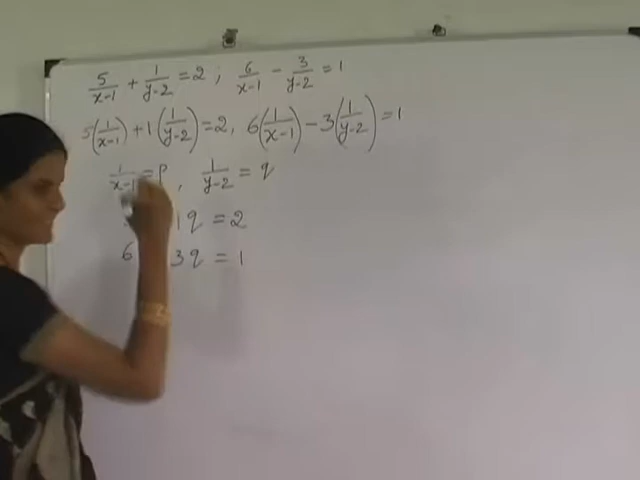 5/(x-1) + 1/(y-2) = 2 ; 6/(x-1) - 3/(y-2) = 1
5(1/(x-1)) + 1(1/(y-2)) = 2, 6(1/(x-1)) - 3(1/(y-2)) = 1
1/(x-1) = p, 1/(y-2) = q
1q = 2
6 3q = 1